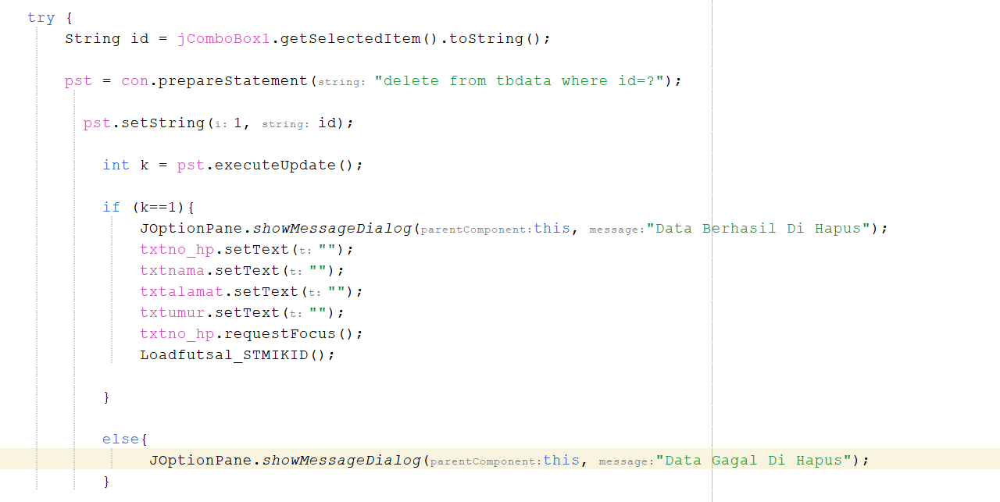 try {
String id = jComboBox1.getSelectedItem().toString();
pst = con.prepareStatement(string: "delete from tbdata where id=?");
pst.setString(i: 1, string: id);
int k = pst.executeUpdate();
if (k==1){
JOptionPane.showMessageDialog(parentComponent:this, message:"Data Berhasil Di Hapus");
txtno_hp.setText(t: "");
txtnama.setText(t: "");
txtalamat.setText(t: "");
txtumur.setText(t: "");
txtno_hp.requestFocus();
Loadfutsal_STMIKID();
}
else{
JOptionPane.showMessageDialog(parentComponent:this, message:"Data Gagal Di Hapus");
}